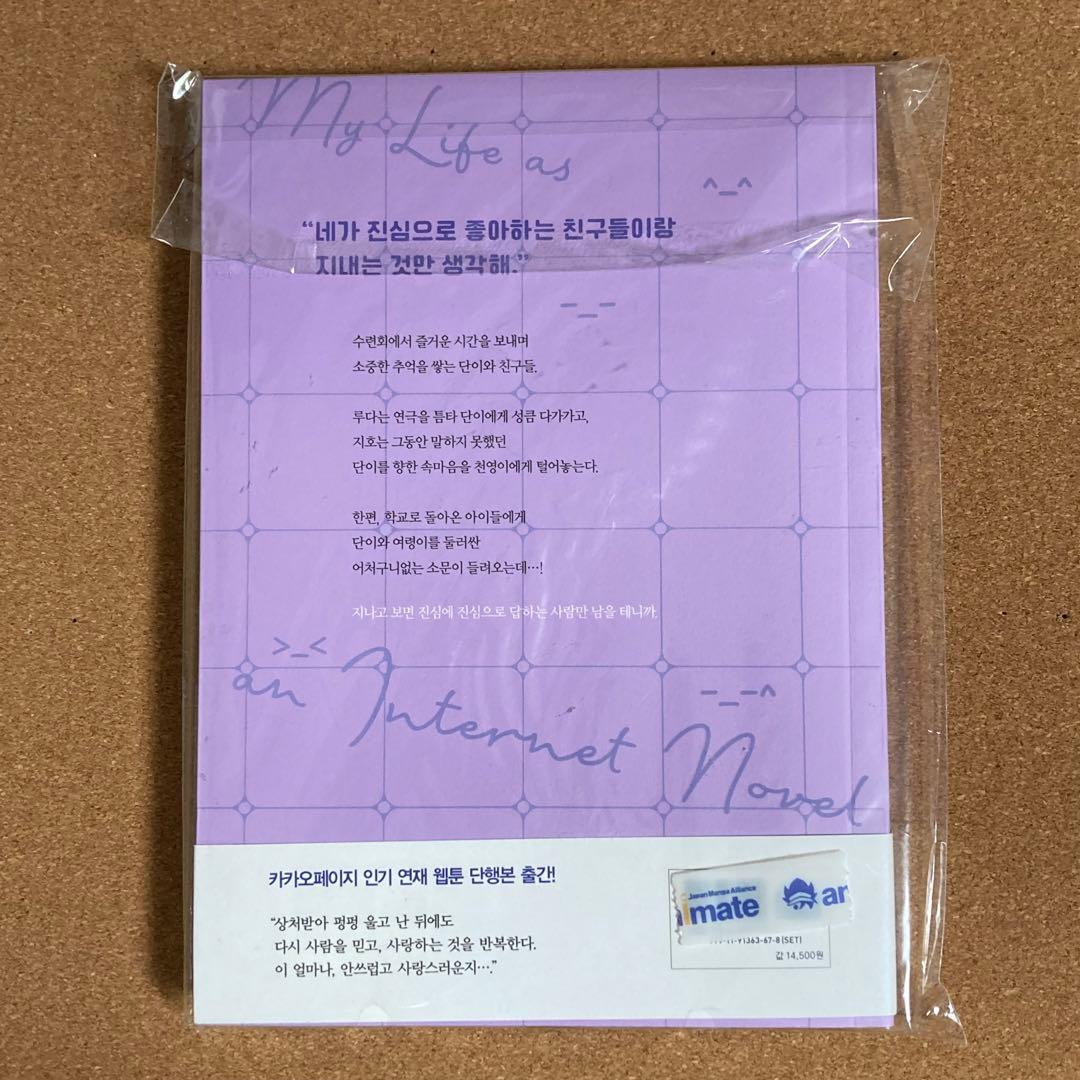 My Life as
^_^
“네가 진심으로 좋아하는 친구들이랑
지내는 것만 생각해.”
-_-
수련회에서 즐거운 시간을 보내며
소중한 추억을 쌓는 단이와 친구들.
루다는 연극을 틈타 단이에게 성큼 다가가고,
지호는 그동안 말하지 못했던
단이를 향한 속마음을 천영이에게 털어놓는다.
한편, 학교로 돌아온 아이들에게
단이와 여령이를 둘러싼
어처구니없는 소문이 들려오는데…!
지나고 보면 진심에 진심으로 답하는 사람만 남을 테니까.
>_<
an Internet Novel
-_-^
카카오페이지 인기 연재 웹툰 단행본 출간!
“상처받아 펑펑 울고 난 뒤에도
다시 사람을 믿고, 사랑하는 것을 반복한다.
이 얼마나, 안쓰럽고 사랑스러운지….”
Japan Manga Alliance
imate
an
91363-67-8 (SET)
값 14,500원